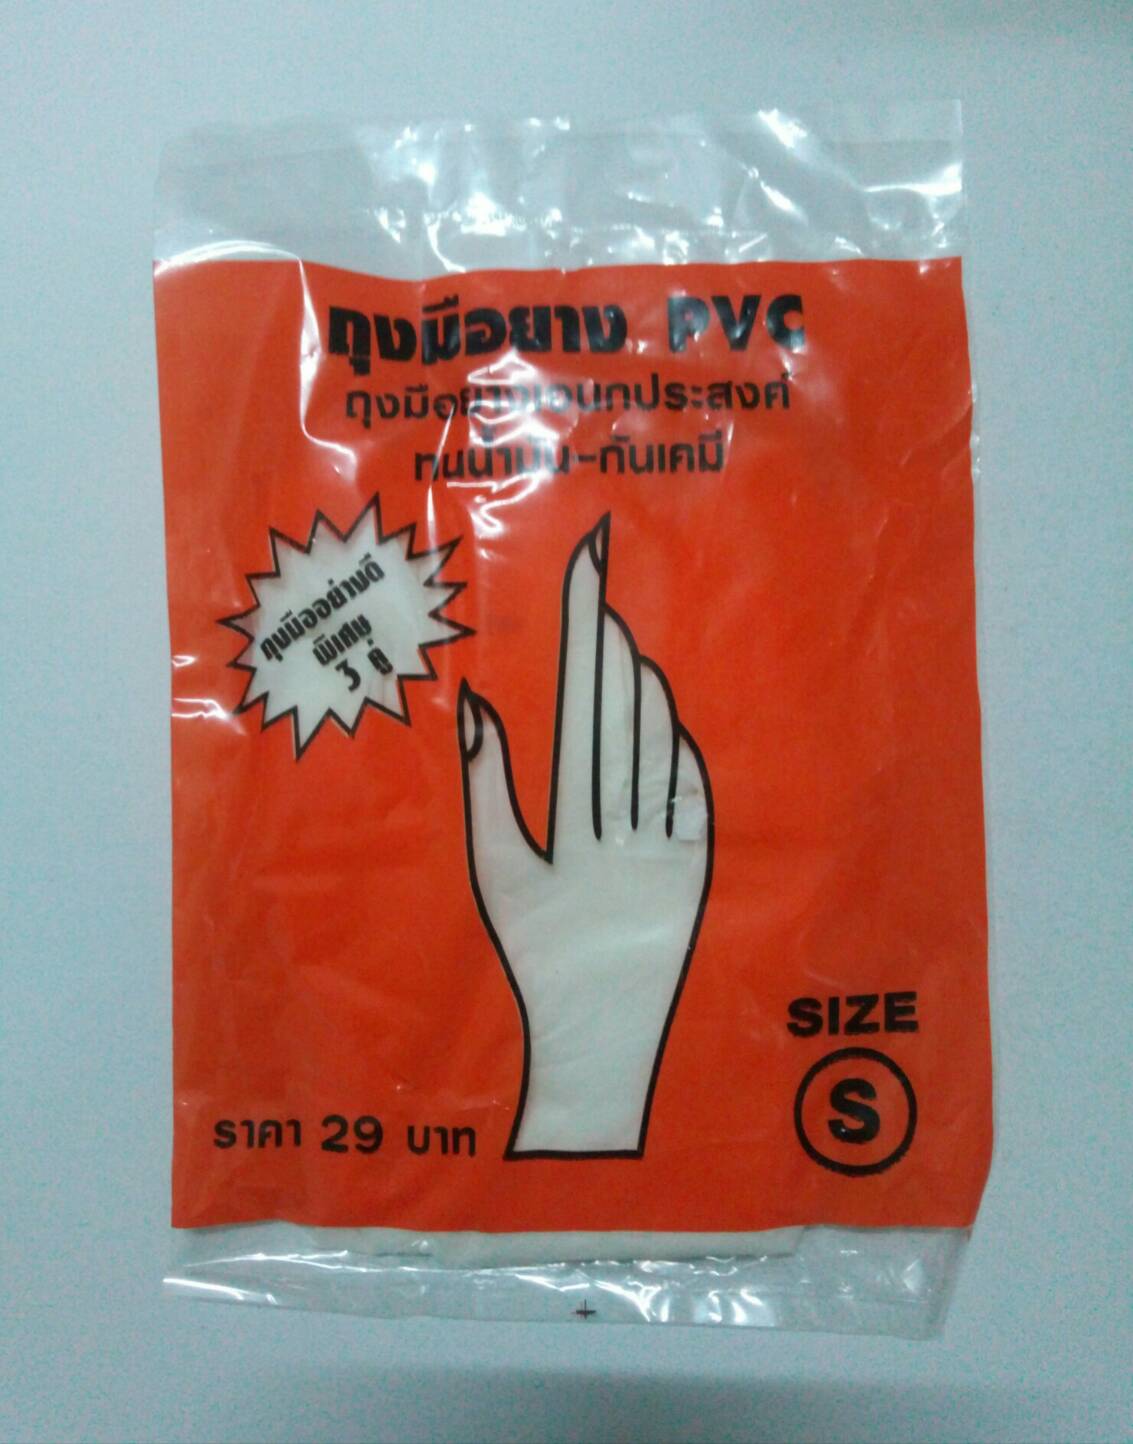 ถุงมือยาง PVC
ถุงมือยางเอนกประสงค์
ทนน้ำมัน-กันเคมี
ถุงมืออย่างดี
พิเศษ
3 คู่
SIZE
S
ราคา 29 บาท